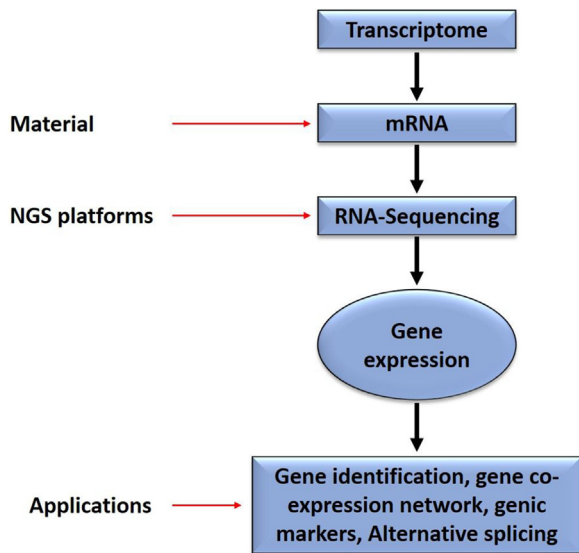 Transcriptome
Material
mRNA
NGS platforms
RNA-Sequencing
Gene
expression
Applications
Gene identification, gene co-
expression network, genic
markers, Alternative splicing